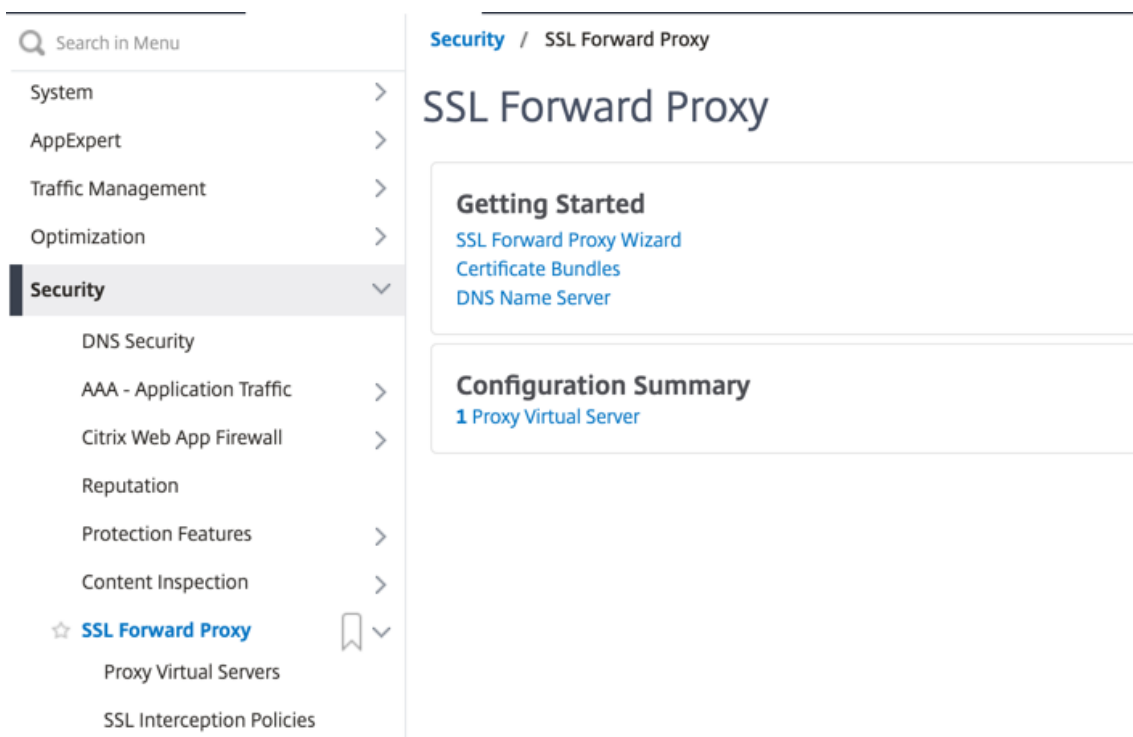 Search in Menu
System
AppExpert
Traffic Management
Optimization
Security
DNS Security
AAA - Application Traffic
Citrix Web App Firewall
Reputation
Protection Features
Content Inspection
SSL Forward Proxy
Proxy Virtual Servers
SSL Interception Policies
Security / SSL Forward Proxy
SSL Forward Proxy
Getting Started
SSL Forward Proxy Wizard
Certificate Bundles
DNS Name Server
Configuration Summary
1 Proxy Virtual Server